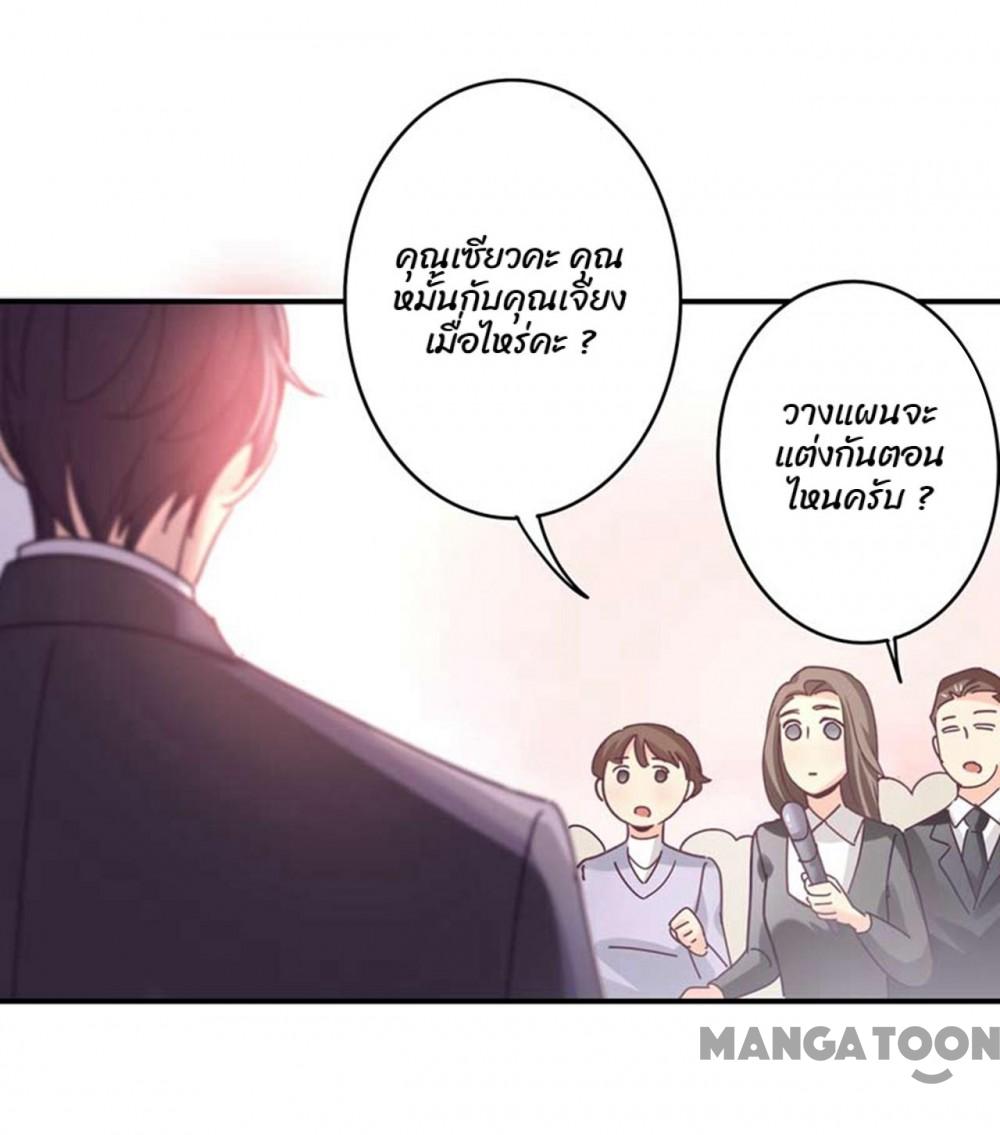 คุณเซียวคะ คุณ
หมั้นกับคุณเจียง
เมื่อไหร่คะ ?
วางแผนจะ
แต่งกันตอน
ไหนครับ ?
MANGATOON